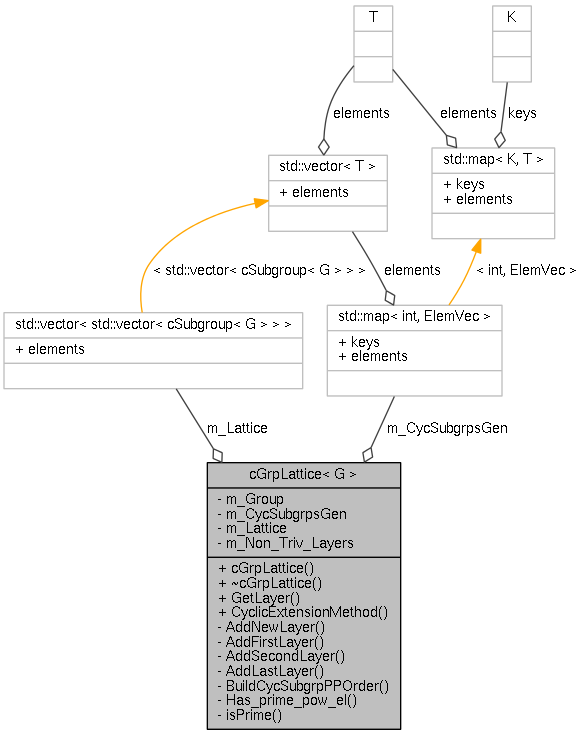 T
K
elements
elements
keys
std::vector< T >
+ elements
std::map< K, T >
+ keys
+ elements
< std::vector< cSubgroup< G > > >
elements
< int, ElemVec >
std::vector< std::vector< cSubgroup< G > > >
+ elements
std::map< int, ElemVec >
+ keys
+ elements
m_Lattice
m_CycSubgrpsGen
cGrpLattice< G >
- m_Group
- m_CycSubgrpsGen
- m_Lattice
- m_Non_Triv_Layers
+ cGrpLattice()
+ ~cGrpLattice()
+ GetLayer()
+ CyclicExtensionMethod()
- AddNewLayer()
- AddFirstLayer()
- AddSecondLayer()
- AddLastLayer()
- BuildCycSubgrpPPOrder()
- Has_prime_pow_el()
- isPrime()